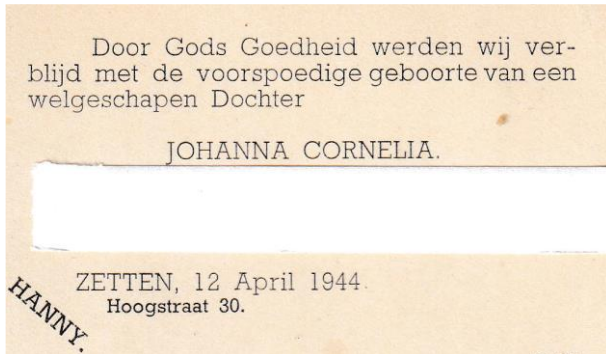 Door Gods Goedheid werden wij ver-
blijd met de voorspoedige geboorte van een
welgeschapen Dochter
JOHANNA CORNELIA.
ZETTEN, 12 April 1944.
Hoogstraat 30.
HANNY.